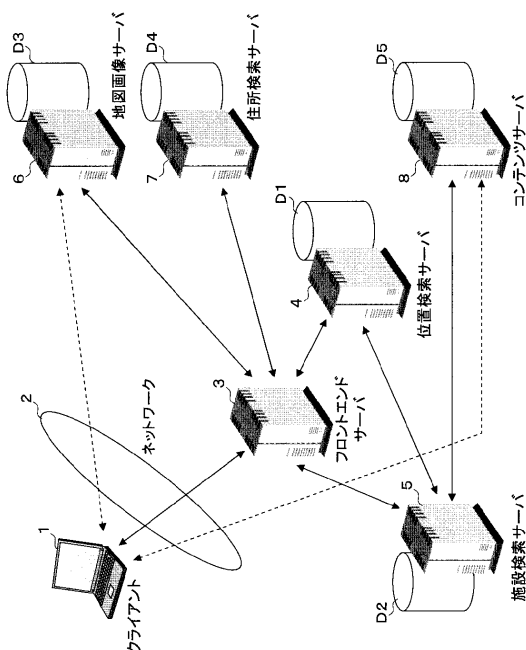 1
クライアント
2
ネットワーク
3
フロントエンド
サーバ
D1
4
位置検索サーバ
D2
5
施設検索サーバ
D3
6
地図画像サーバ
D4
7
住所検索サーバ
D5
8
コンテンツサーバ